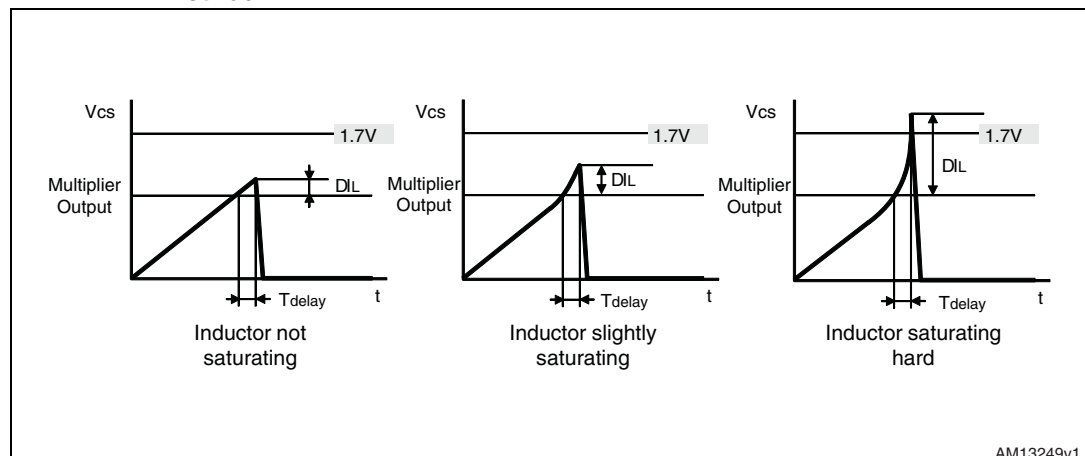 Vcs
1.7V
Multiplier
Output
DIL
Tdelay
t
Inductor not
saturating
Vcs
1.7V
Multiplier
Output
DIL
Tdelay
t
Inductor slightly
saturating
Vcs
1.7V
Multiplier
Output
DIL
Tdelay
t
Inductor saturating
hard
AM13249v1